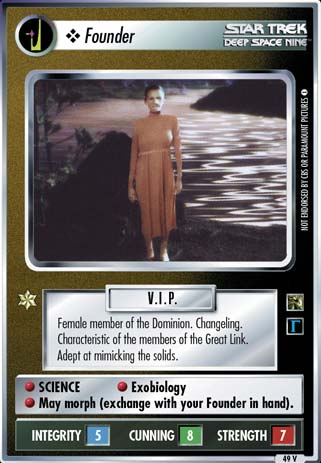 ❖ Founder
STAR TREK
DEEP SPACE NINE™
NOT ENDORSED BY CBS OR PARAMOUNT PICTURES
V.I.P.
Female member of the Dominion. Changeling.
Characteristic of the members of the Great Link.
Adept at mimicking the solids.
• SCIENCE • Exobiology
• May morph (exchange with your Founder in hand).
INTEGRITY 5 CUNNING 8 STRENGTH 7
49 V